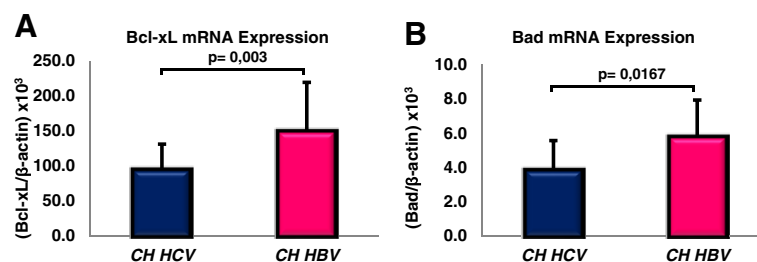 A
Bcl-xL mRNA Expression
p= 0,003
(Bcl-xL/β-actin) x10³
250.0
200.0
150.0
100.0
50.0
0.0
CH HCV CH HBV
B
Bad mRNA Expression
p= 0,0167
(Bad/β-actin) x10³
10.0
8.0
6.0
4.0
2.0
0.0
CH HCV CH HBV